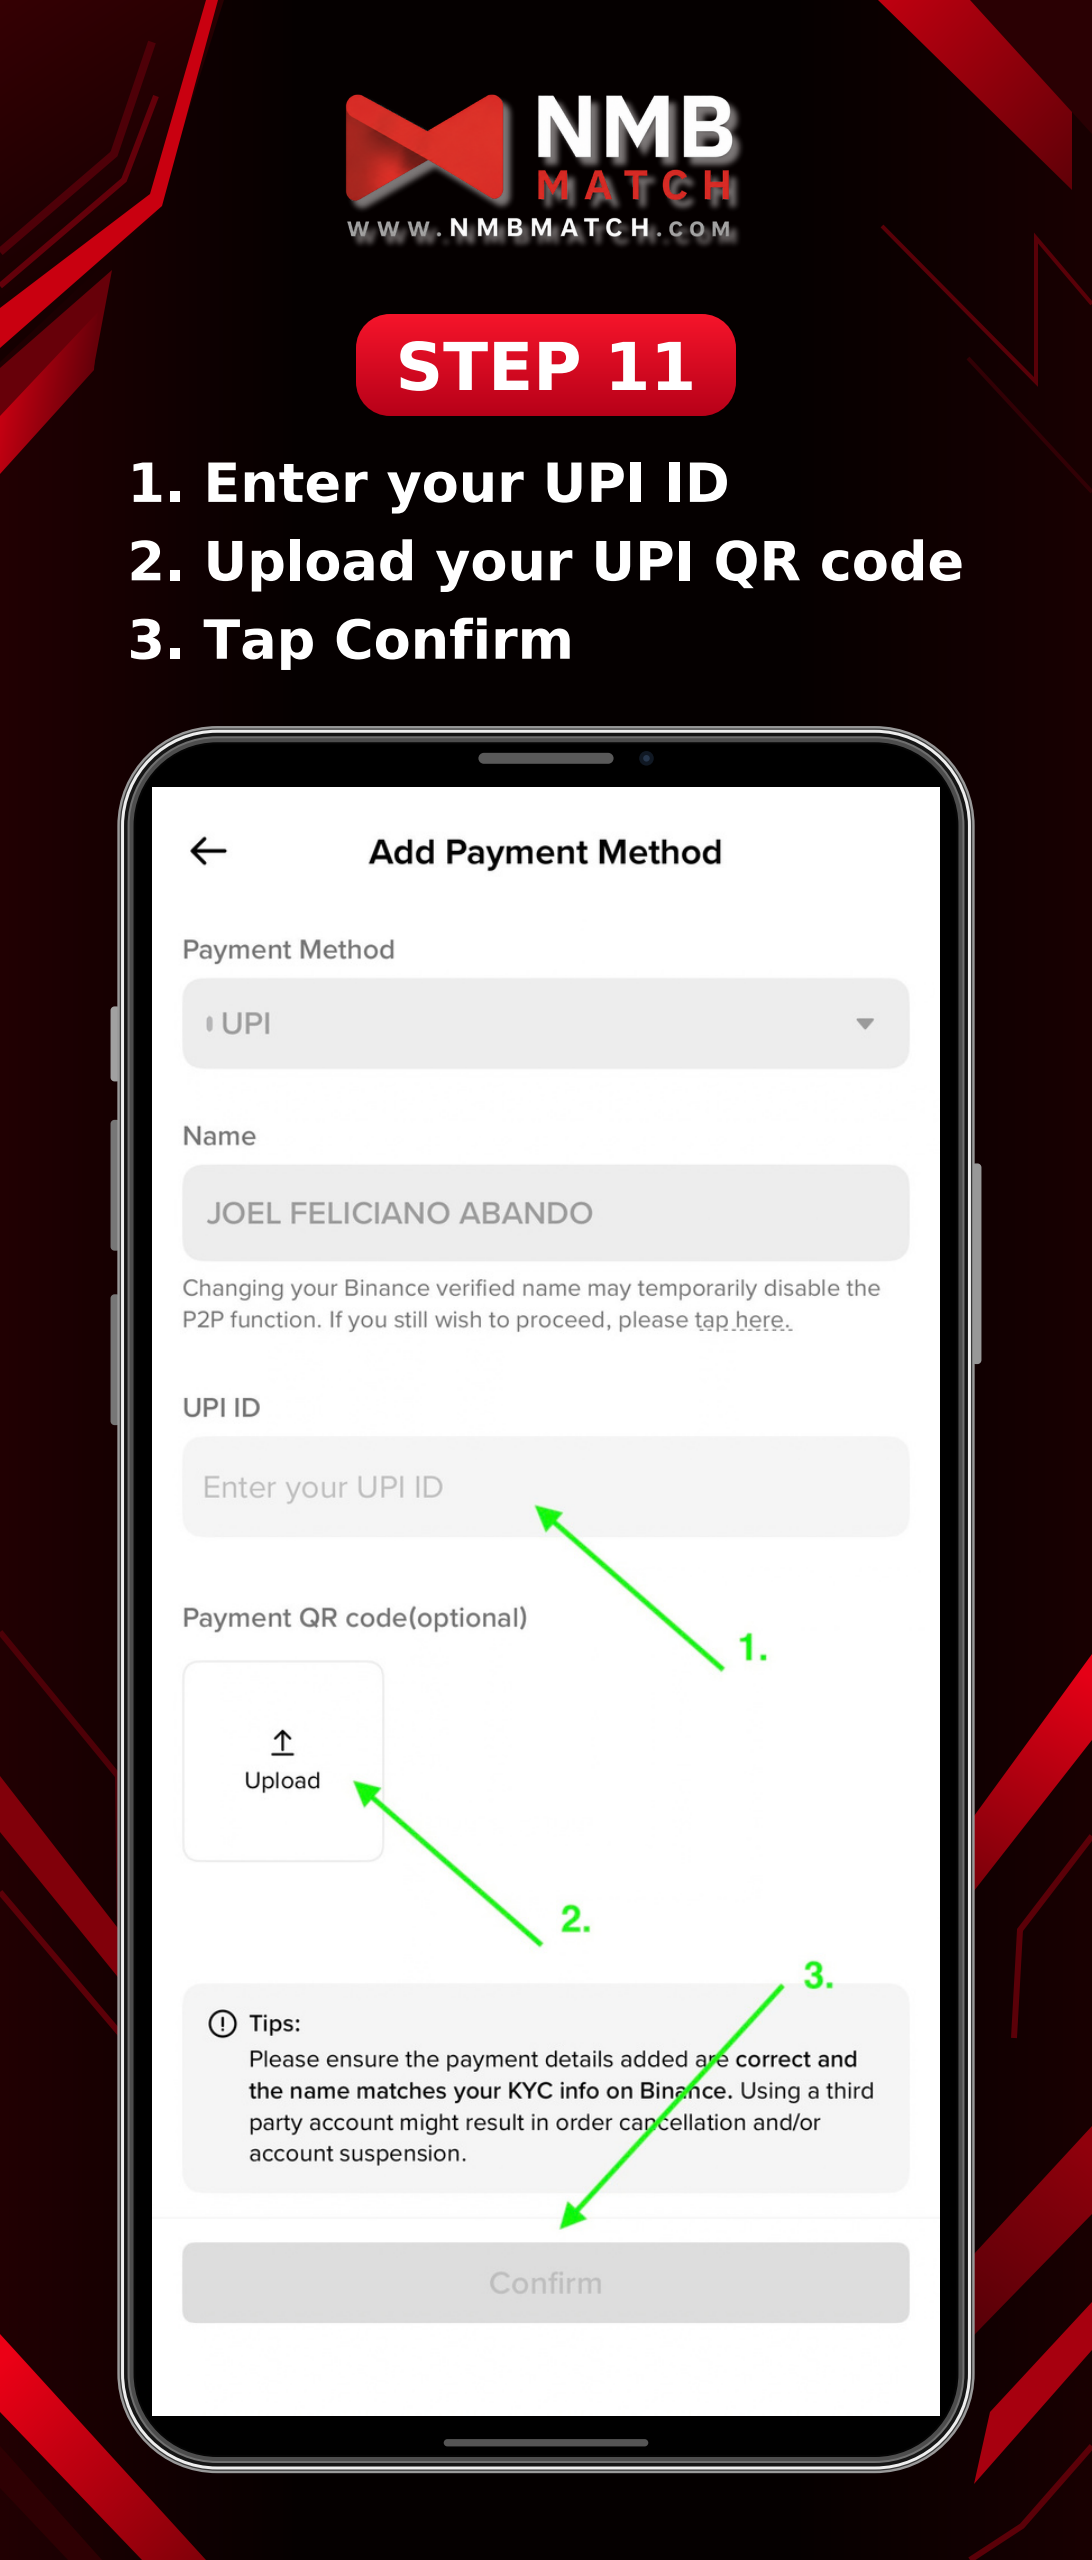 NMB
MATCH
WWW.NMBMATCH.COM
STEP 11
1. Enter your UPI ID
2. Upload your UPI QR code
3. Tap Confirm
Add Payment Method
Payment Method
UPI
Name
JOEL FELICIANO ABANDO
Changing your Binance verified name may temporarily disable the
P2P function. If you still wish to proceed, please tap here.
UPI ID
Enter your UPI ID
Payment QR code(optional)
1.
Upload
2.
3.
Tips:
Please ensure the payment details added are correct and
the name matches your KYC info on Binance. Using a third
party account might result in order cancellation and/or
account suspension.
Confirm